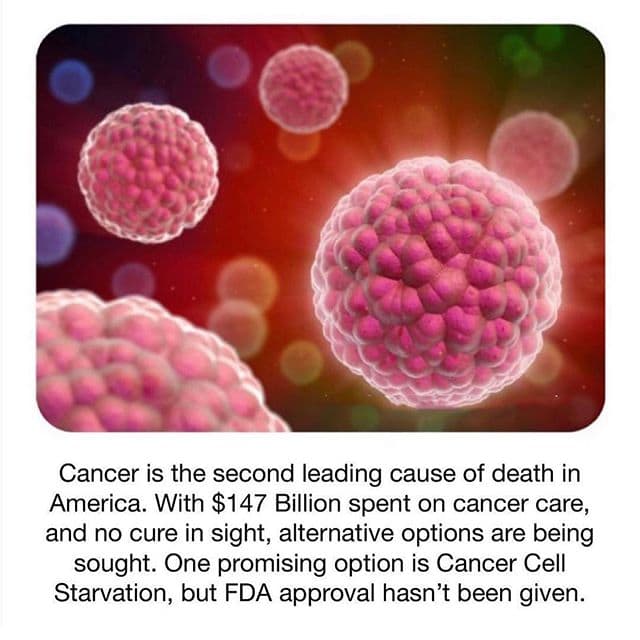 Cancer is the second leading cause of death in
America. With $147 Billion spent on cancer care,
and no cure in sight, alternative options are being
sought. One promising option is Cancer Cell
Starvation, but FDA approval hasn’t been given.